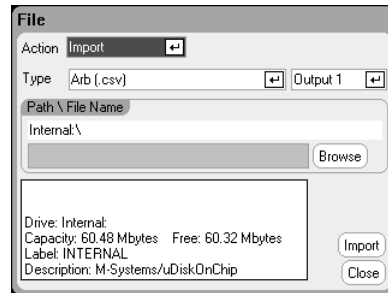 File
Action Import
Type Arb (.csv) Output 1
Path \ File Name
Internal:\
Browse
Drive: Internal:
Capacity: 60.48 Mbytes Free: 60.32 Mbytes
Label: INTERNAL
Description: M-Systems/uDiskOnChip
Import
Close